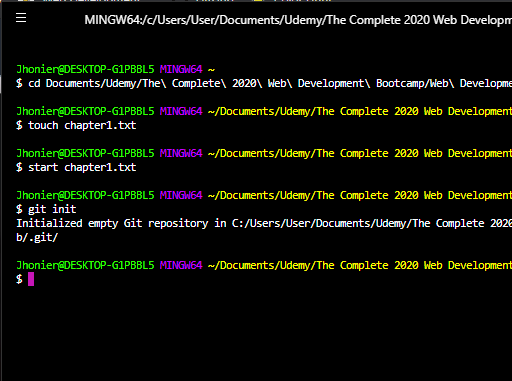 MINGW64:/c/Users/User/Documents/Udemy/The Complete 2020 Web Developm
Jhonier@DESKTOP-G1PBBL5 MINGW64 ~
$ cd Documents/Udemy/The\ Complete\ 2020\ Web\ Development\ Bootcamp/Web\ Developme
Jhonier@DESKTOP-G1PBBL5 MINGW64 ~/Documents/Udemy/The Complete 2020 Web Development
$ touch chapter1.txt
Jhonier@DESKTOP-G1PBBL5 MINGW64 ~/Documents/Udemy/The Complete 2020 Web Development
$ start chapter1.txt
Jhonier@DESKTOP-G1PBBL5 MINGW64 ~/Documents/Udemy/The Complete 2020 Web Development
$ git init
Initialized empty Git repository in C:/Users/User/Documents/Udemy/The Complete 2020
b/.git/
Jhonier@DESKTOP-G1PBBL5 MINGW64 ~/Documents/Udemy/The Complete 2020 Web Development
$